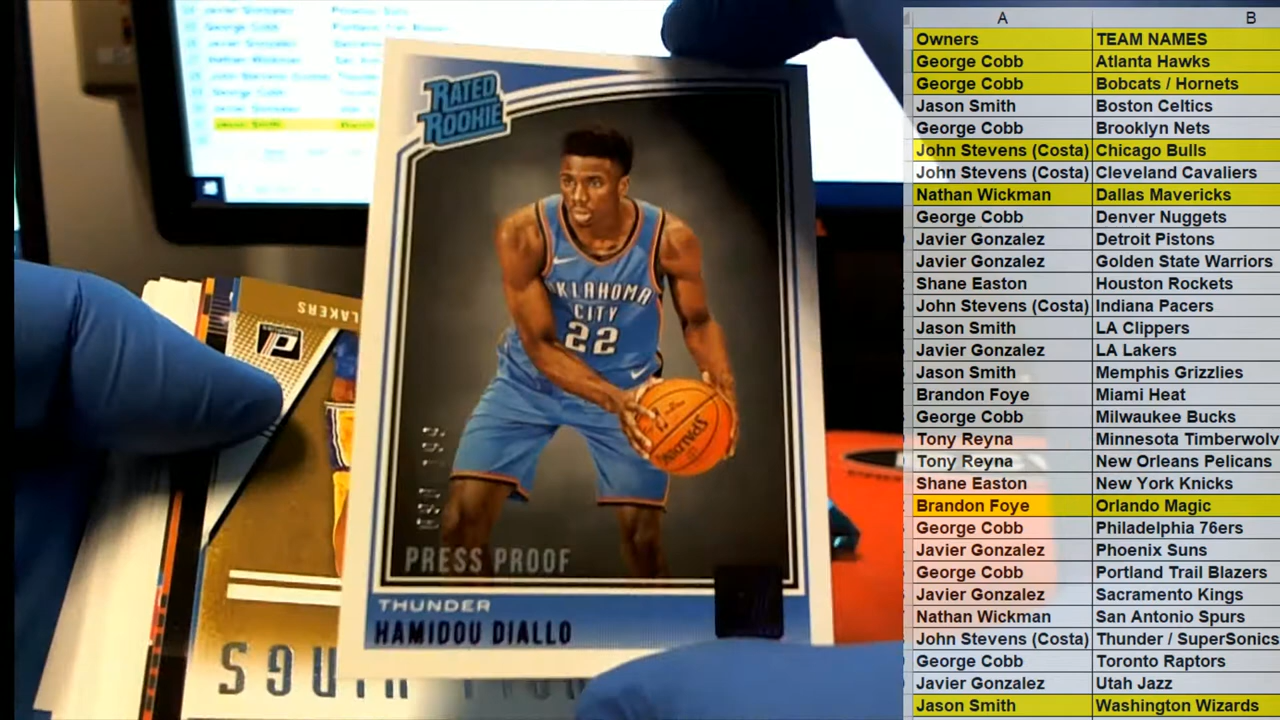 RATED
ROOKIE
OKLAHOMA
CITY
22
SPALDING
PRESS PROOF
THUNDER
HAMIDOU DIALLO
LAKERS
A B
Owners TEAM NAMES
George Cobb Atlanta Hawks
George Cobb Bobcats / Hornets
Jason Smith Boston Celtics
George Cobb Brooklyn Nets
John Stevens (Costa) Chicago Bulls
John Stevens (Costa) Cleveland Cavaliers
Nathan Wickman Dallas Mavericks
George Cobb Denver Nuggets
Javier Gonzalez Detroit Pistons
Javier Gonzalez Golden State Warriors
Shane Easton Houston Rockets
John Stevens (Costa) Indiana Pacers
Jason Smith LA Clippers
Javier Gonzalez LA Lakers
Jason Smith Memphis Grizzlies
Brandon Foye Miami Heat
George Cobb Milwaukee Bucks
Tony Reyna Minnesota Timberwolv
Tony Reyna New Orleans Pelicans
Shane Easton New York Knicks
Brandon Foye Orlando Magic
George Cobb Philadelphia 76ers
Javier Gonzalez Phoenix Suns
George Cobb Portland Trail Blazers
Javier Gonzalez Sacramento Kings
Nathan Wickman San Antonio Spurs
John Stevens (Costa) Thunder / SuperSonics
George Cobb Toronto Raptors
Javier Gonzalez Utah Jazz
Jason Smith Washington Wizards